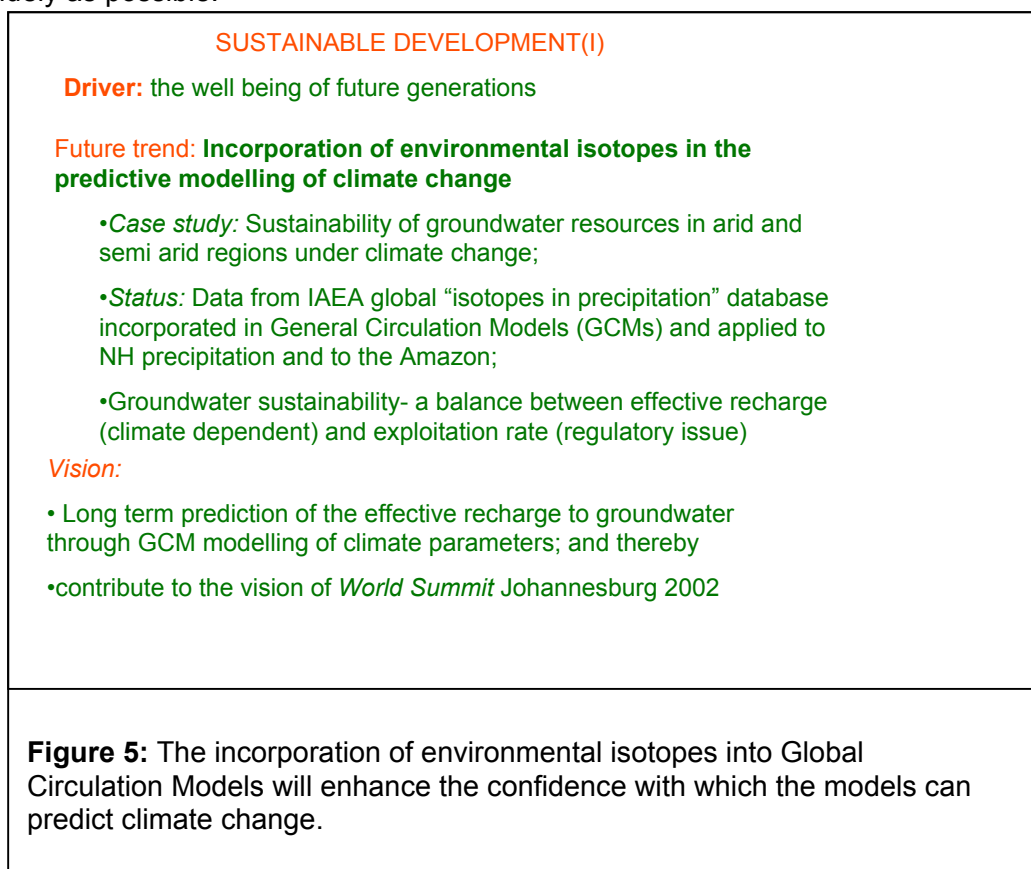 idely as possible.
SUSTAINABLE DEVELOPMENT(I)
Driver: the well being of future generations
Future trend: Incorporation of environmental isotopes in the
predictive modelling of climate change
•Case study: Sustainability of groundwater resources in arid and
semi arid regions under climate change;
•Status: Data from IAEA global “isotopes in precipitation” database
incorporated in General Circulation Models (GCMs) and applied to
NH precipitation and to the Amazon;
•Groundwater sustainability- a balance between effective recharge
(climate dependent) and exploitation rate (regulatory issue)
Vision:
• Long term prediction of the effective recharge to groundwater
through GCM modelling of climate parameters; and thereby
•contribute to the vision of World Summit Johannesburg 2002
Figure 5: The incorporation of environmental isotopes into Global
Circulation Models will enhance the confidence with which the models can
predict climate change.